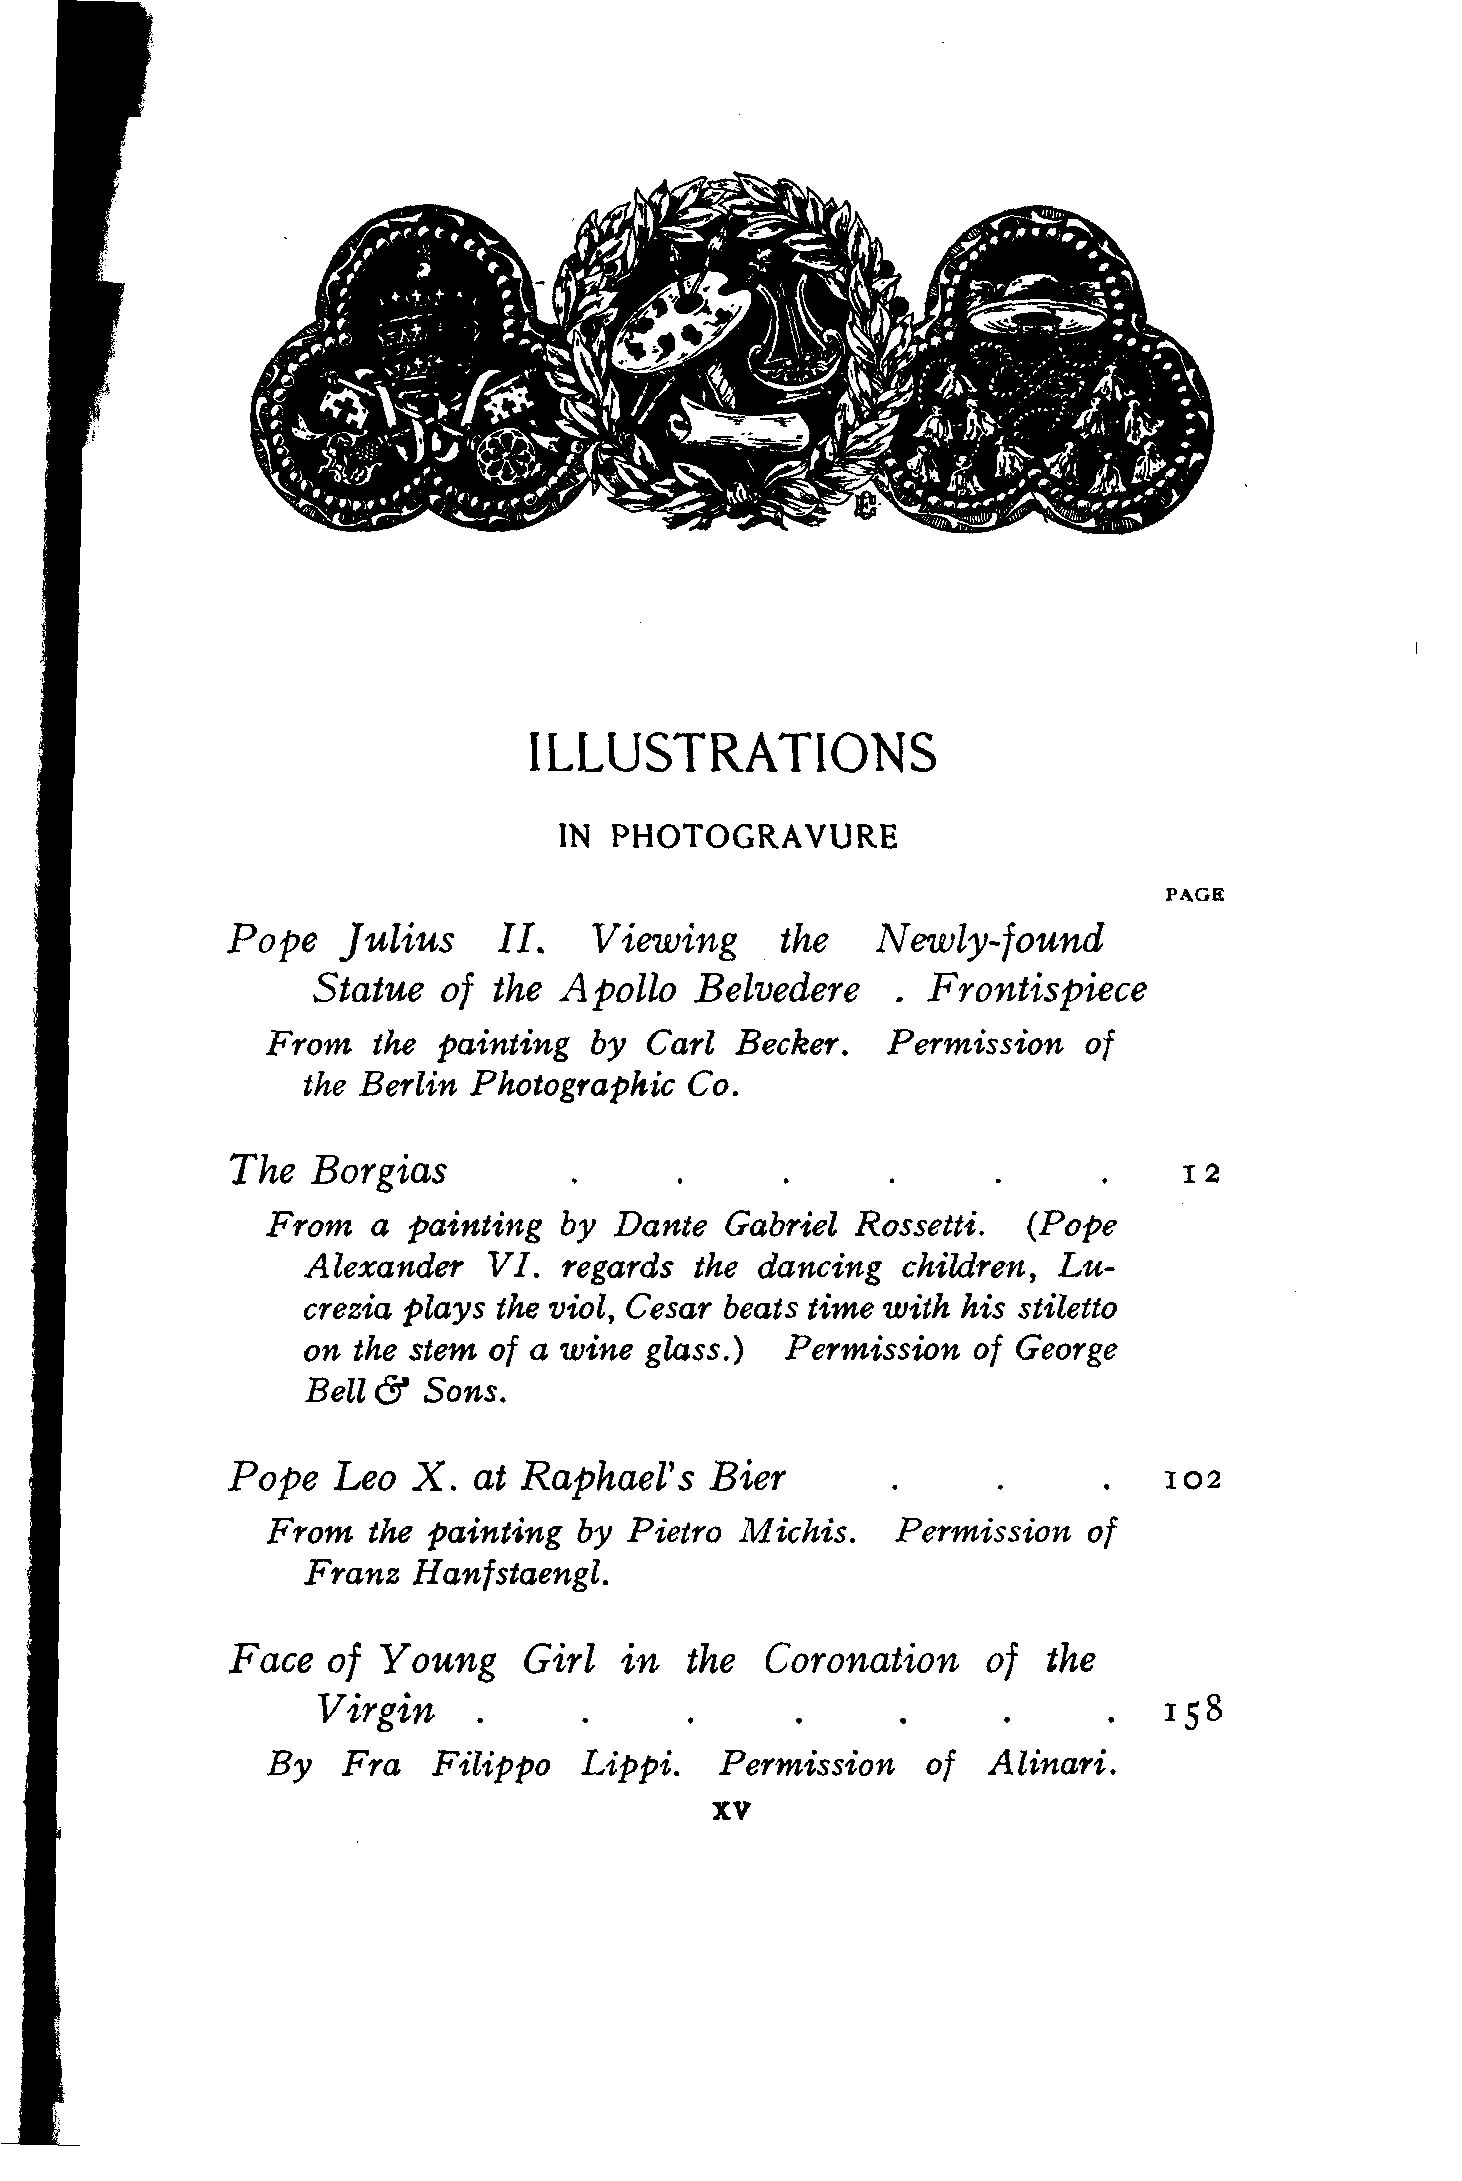 ILLUSTRATIONS
IN PHOTOGRAVURE
PAGE
Pope Julius II. Viewing the Newly-found
Statue of the Apollo Belvedere . Frontispiece
From the painting by Carl Becker. Permission of
the Berlin Photographic Co.
The Borgias . . . . . . 12
From a painting by Dante Gabriel Rossetti. (Pope
Alexander VI. regards the dancing children, Lu-
crezia plays the viol, Cesar beats time with his stiletto
on the stem of a wine glass.) Permission of George
Bell & Sons.
Pope Leo X. at Raphael's Bier . . . 102
From the painting by Pietro Michis. Permission of
Franz Hanfstaengl.
Face of Young Girl in the Coronation of the
Virgin . . . . . . . 158
By Fra Filippo Lippi. Permission of Alinari.
xv